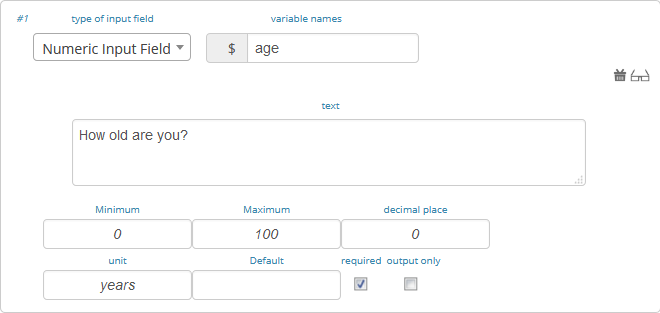 #1 type of input field variable names
Numeric Input Field $ age
text
How old are you?
Minimum Maximum decimal place
0 100 0
unit Default required output only
years